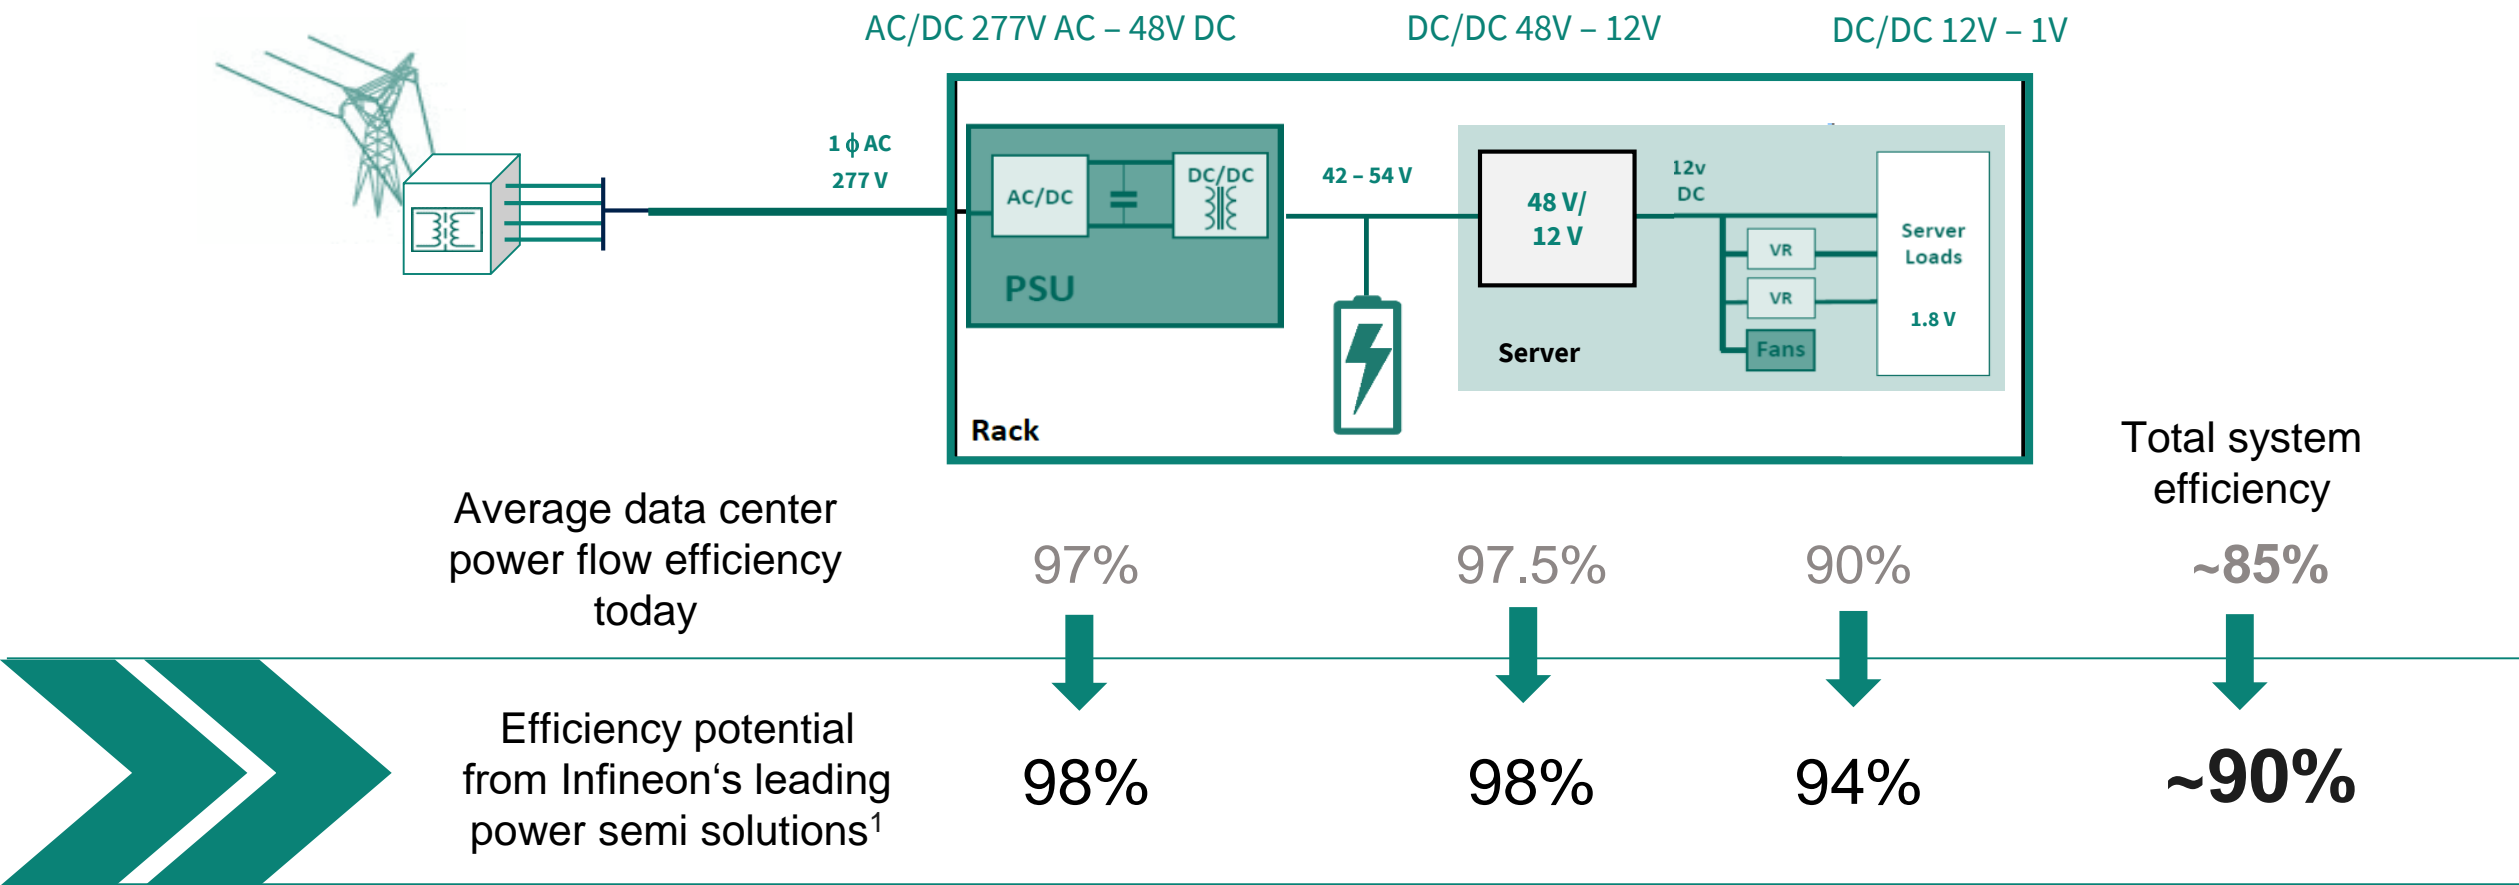 AC/DC 277V AC – 48V DC
DC/DC 48V – 12V
DC/DC 12V – 1V
1 ϕ AC
277 V
AC/DC
DC/DC
PSU
42 – 54 V
48 V/
12 V
12v
DC
VR
VR
Fans
Server
Loads
1.8 V
Server
Rack
Total system
efficiency
Average data center
power flow efficiency
today
97%
97.5%
90%
~85%
Efficiency potential
from Infineon‘s leading
power semi solutions¹
98%
98%
94%
~90%